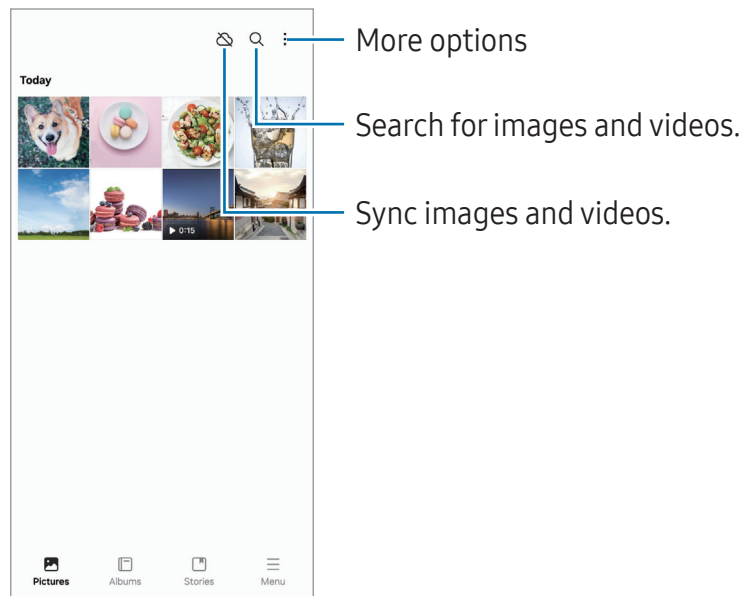 More options
Today
Search for images and videos.
Sync images and videos.
0:15
Pictures Albums Stories Menu